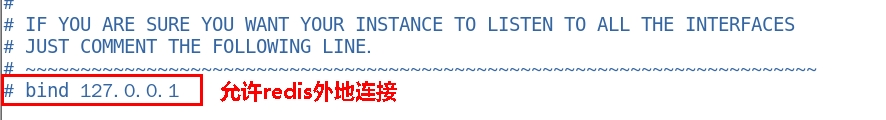 #
# IF YOU ARE SURE YOU WANT YOUR INSTANCE TO LISTEN TO ALL THE INTERFACES
# JUST COMMENT THE FOLLOWING LINE.
# ~~~~~~~~~~~~~~~~~~~~~~~~~~~~~~~~~~~~~~~~~~~~~~~~~~~~~~~~~~~~~~~~~~~~~~~~
# bind 127.0.0.1 允许redis外地连接